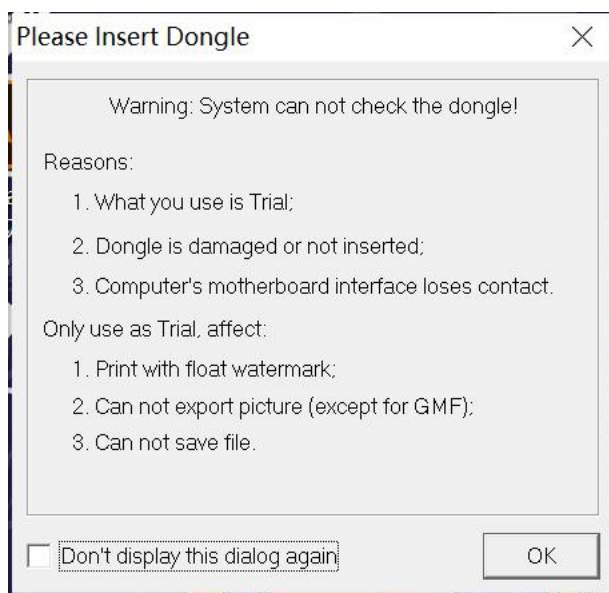 Please Insert Dongle
Warning: System can not check the dongle!
Reasons:
1. What you use is Trial;
2. Dongle is damaged or not inserted;
3. Computer's motherboard interface loses contact.
Only use as Trial, affect:
1. Print with float watermark;
2. Can not export picture (except for GMF);
3. Can not save file.
Don't display this dialog again
OK